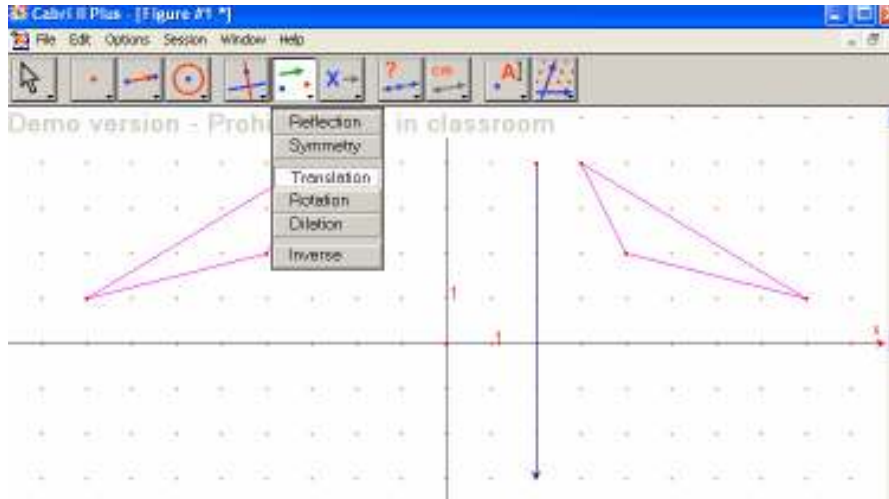 Cabri II Plus - [Figure #1 *]
File Edit Options Session Window Help
X ? cm A]
Demo version - Prohi in classroom
Reflection
Symmetry
Translation
Rotation
Dilation
Inverse
1
1